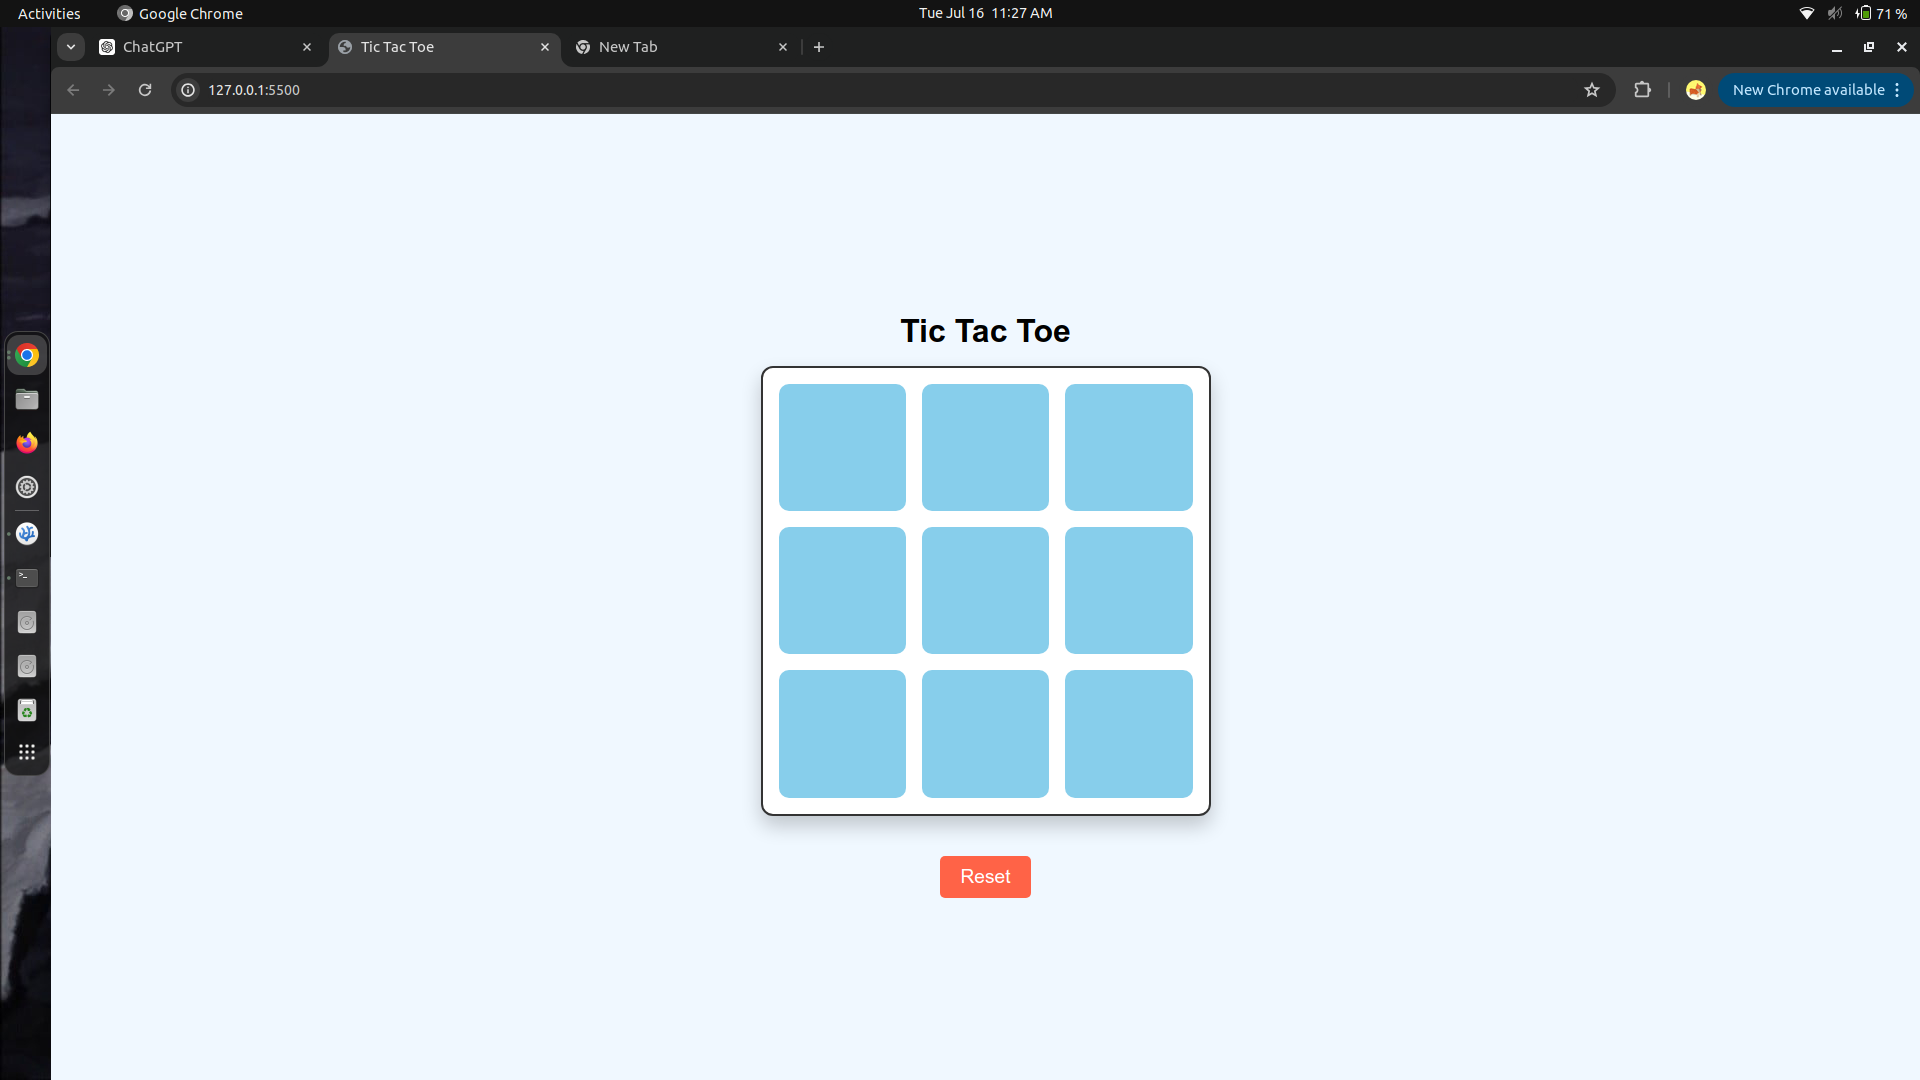 Activities
Google Chrome
Tue Jul 16 11:27 AM
71 %
ChatGPT
Tic Tac Toe
New Tab
127.0.0.1:5500
New Chrome available
Tic Tac Toe
Reset